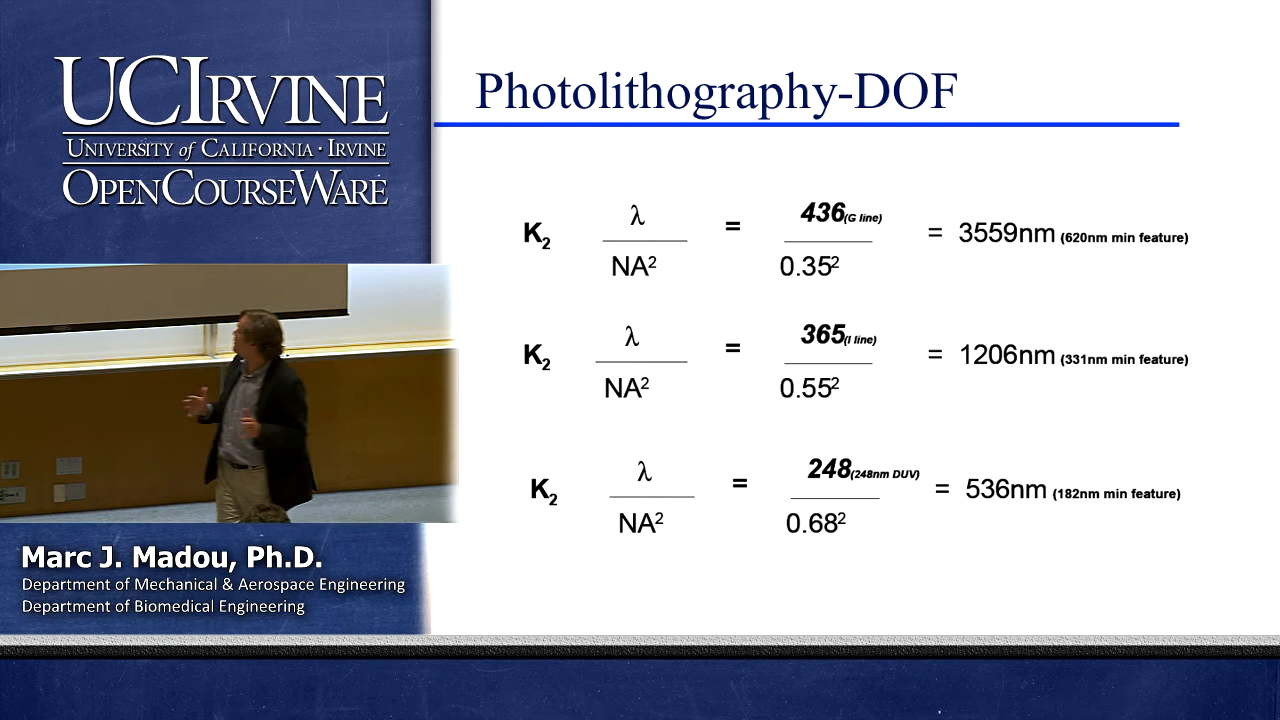 UCIRVINE
UNIVERSITY of CALIFORNIA · IRVINE
OPENCOURSEWARE
Photolithography-DOF
K2 λ / NA² = 436(G line) / 0.35² = 3559nm (620nm min feature)
K2 λ / NA² = 365(I line) / 0.55² = 1206nm (331nm min feature)
K2 λ / NA² = 248(248nm DUV) / 0.68² = 536nm (182nm min feature)
Marc J. Madou, Ph.D.
Department of Mechanical & Aerospace Engineering
Department of Biomedical Engineering